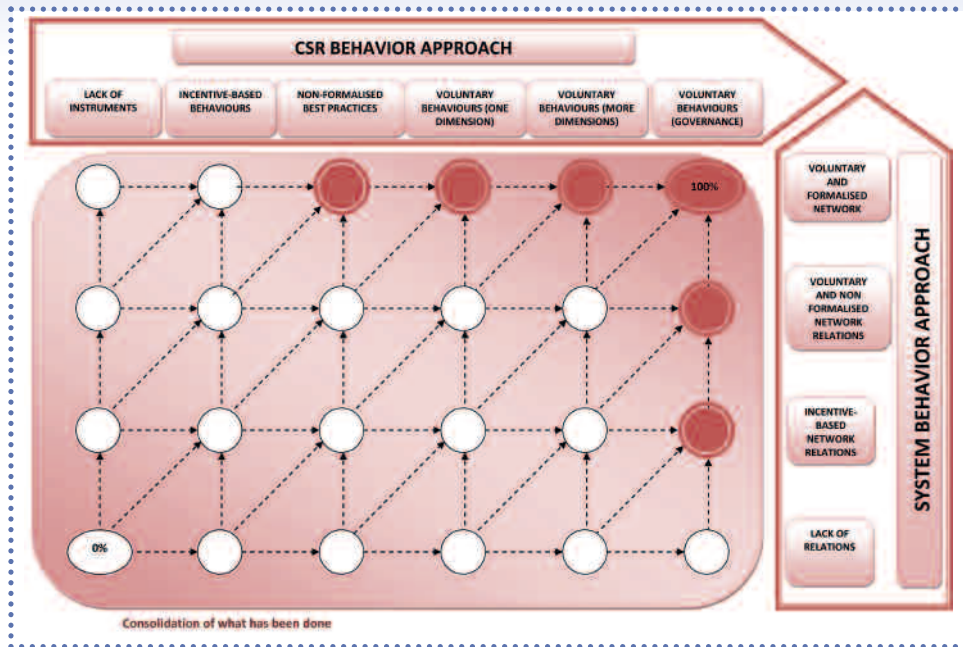 CSR BEHAVIOR APPROACH
LACK OF
INSTRUMENTS
INCENTIVE-BASED
BEHAVIOURS
NON-FORMALISED
BEST PRACTICES
VOLUNTARY
BEHAVIOURS (ONE
DIMENSION)
VOLUNTARY
BEHAVIOURS (MORE
DIMENSIONS)
VOLUNTARY
BEHAVIOURS
(GOVERNANCE)
100%
VOLUNTARY
AND
FORMALISED
NETWORK
VOLUNTARY
AND NON
FORMALISED
NETWORK
RELATIONS
INCENTIVE-
BASED
NETWORK
RELATIONS
LACK OF
RELATIONS
SYSTEM BEHAVIOR APPROACH
0%
Consolidation of what has been done